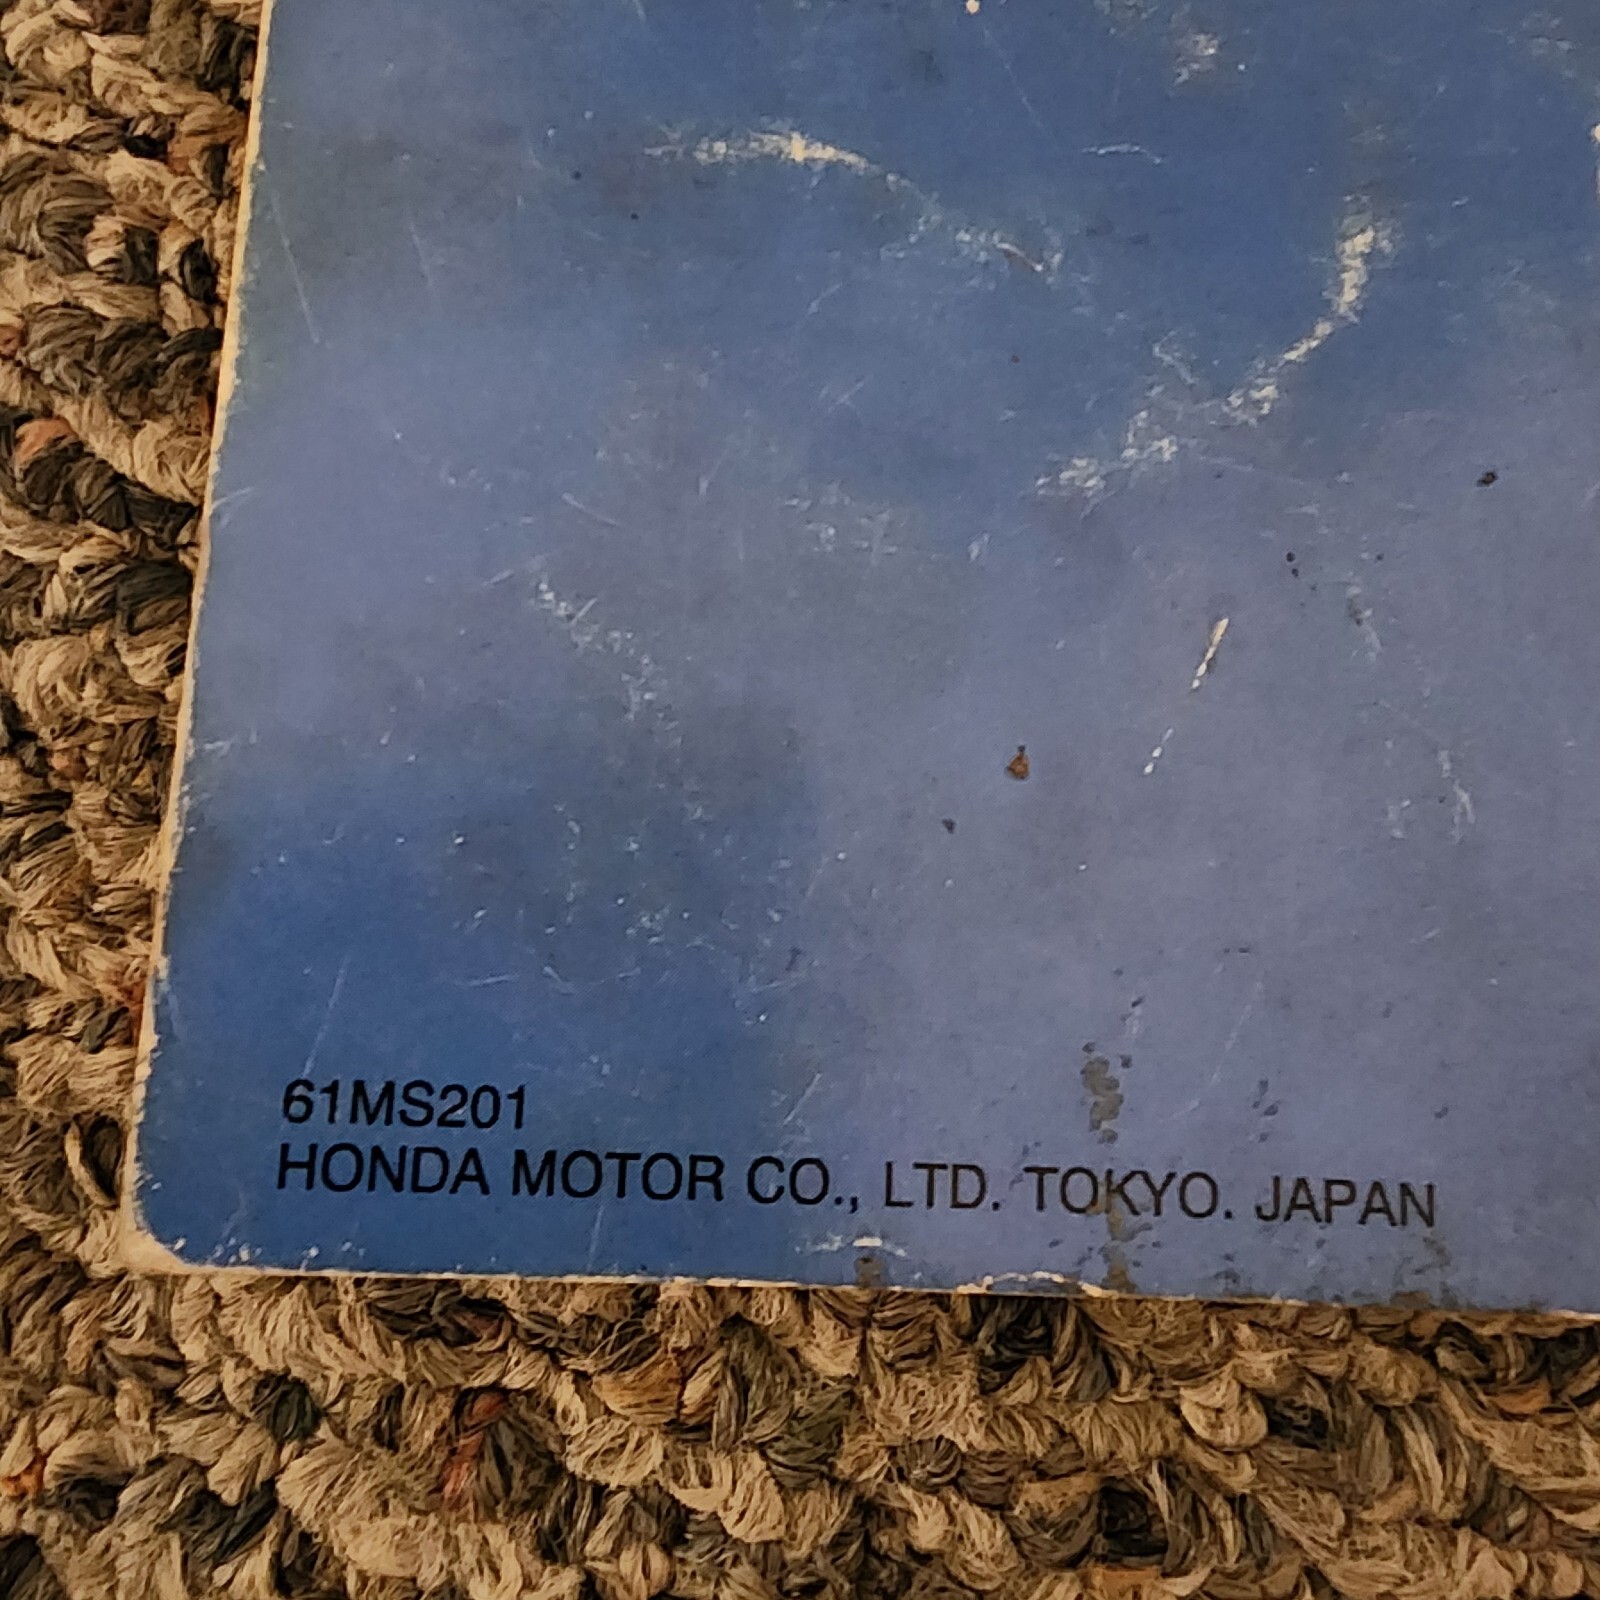 61MS201
HONDA MOTOR CO., LTD. TOKYO. JAPAN